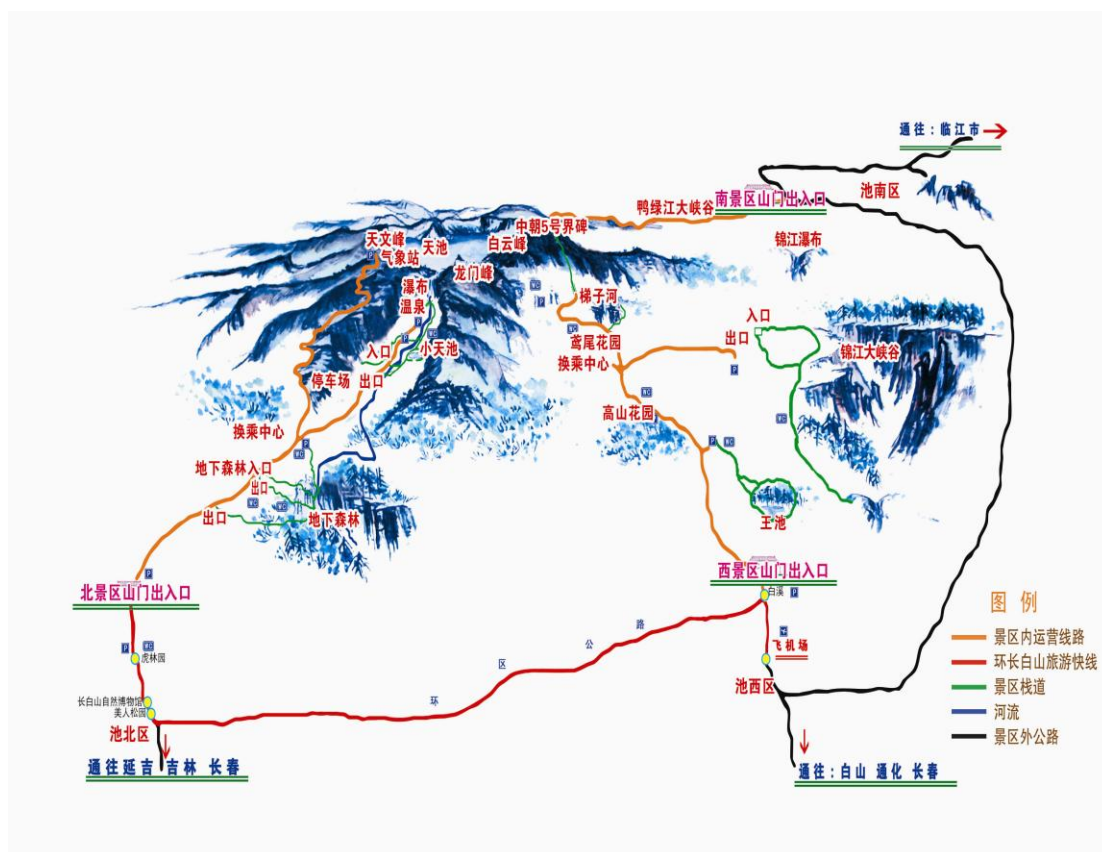 通往：临江市
池南区
南景区山门出入口
鸭绿江大峡谷
中朝5号界碑
天文峰
天池
白云峰
气象站
锦江瀑布
龙门峰
瀑布
温泉
梯子河
WC
P
入口
出口
鸢尾花园
锦江大峡谷
入口
小天池
换乘中心
停车场
出口
高山花园
换乘中心
地下森林入口
出口
出口
地下森林
王池
北景区山门出入口
西景区山门出入口
白溪
P
图 例
景区内运营线路
环长白山旅游快线
景区栈道
河流
景区外公路
环 区 公 路
飞机场
虎林园
池西区
长白山自然博物馆
美人松园
池北区
通往延吉 吉林 长春
通往：白山 通化 长春